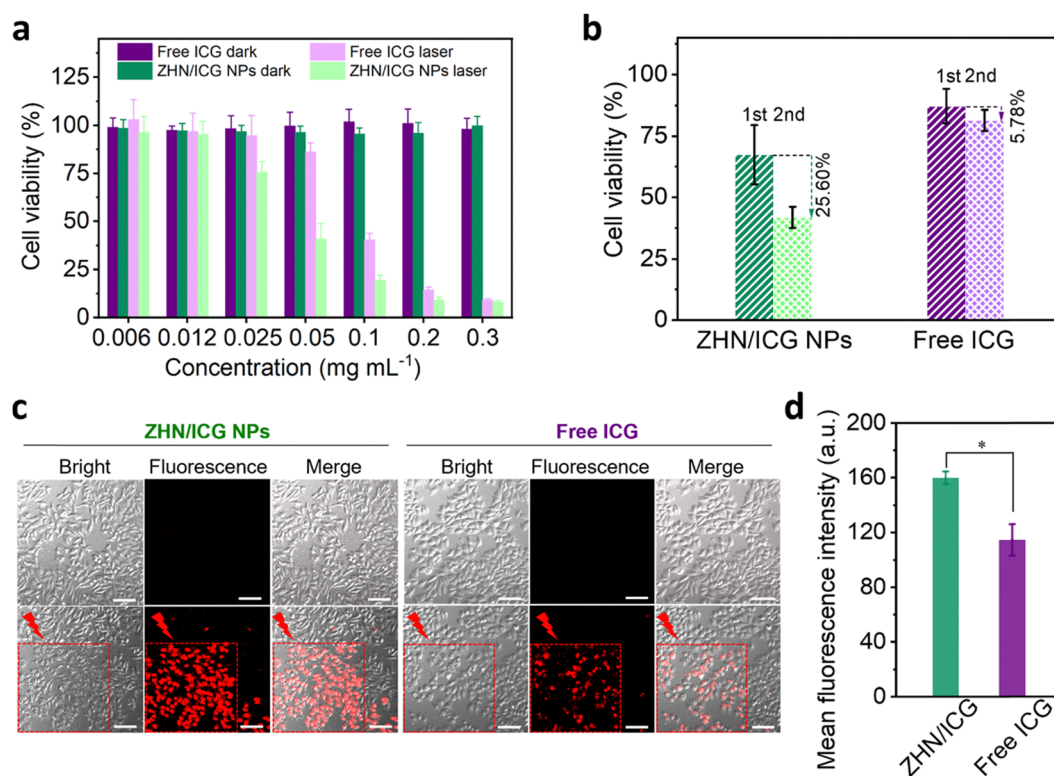 a
Free ICG dark
Free ICG laser
ZHN/ICG NPs dark
ZHN/ICG NPs laser
Cell viability (%)
125
100
75
50
25
0
0.006 0.012 0.025 0.05 0.1 0.2 0.3
Concentration (mg mL⁻¹)
b
Cell viability (%)
100
75
50
25
0
1st 2nd
25.60%
1st 2nd
5.78%
ZHN/ICG NPs Free ICG
c
ZHN/ICG NPs Free ICG
Bright Fluorescence Merge Bright Fluorescence Merge
d
Mean fluorescence intensity (a.u.)
200
160
120
80
40
0
*
ZHN/ICG
Free ICG